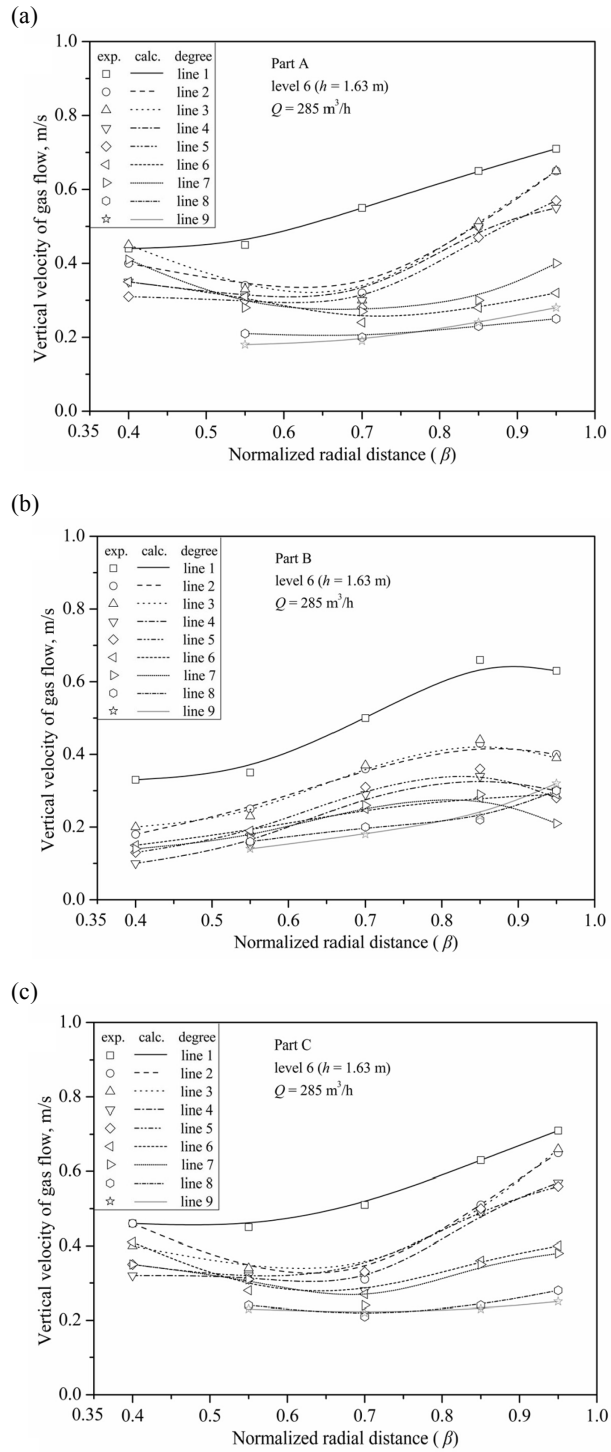 (a)
1.0
0.8
0.6
0.4
0.2
0.0
Vertical velocity of gas flow, m/s
exp. calc. degree
line 1
line 2
line 3
line 4
line 5
line 6
line 7
line 8
line 9
Part A
level 6 (h = 1.63 m)
Q = 285 m³/h
0.35 0.4 0.5 0.6 0.7 0.8 0.9 1.0
Normalized radial distance (β)
(b)
1.0
0.8
0.6
0.4
0.2
0.0
Vertical velocity of gas flow, m/s
exp. calc. degree
line 1
line 2
line 3
line 4
line 5
line 6
line 7
line 8
line 9
Part B
level 6 (h = 1.63 m)
Q = 285 m³/h
0.35 0.4 0.5 0.6 0.7 0.8 0.9 1.0
Normalized radial distance (β)
(c)
1.0
0.8
0.6
0.4
0.2
0.0
Vertical velocity of gas flow, m/s
exp. calc. degree
line 1
line 2
line 3
line 4
line 5
line 6
line 7
line 8
line 9
Part C
level 6 (h = 1.63 m)
Q = 285 m³/h
0.35 0.4 0.5 0.6 0.7 0.8 0.9 1.0
Normalized radial distance (β)